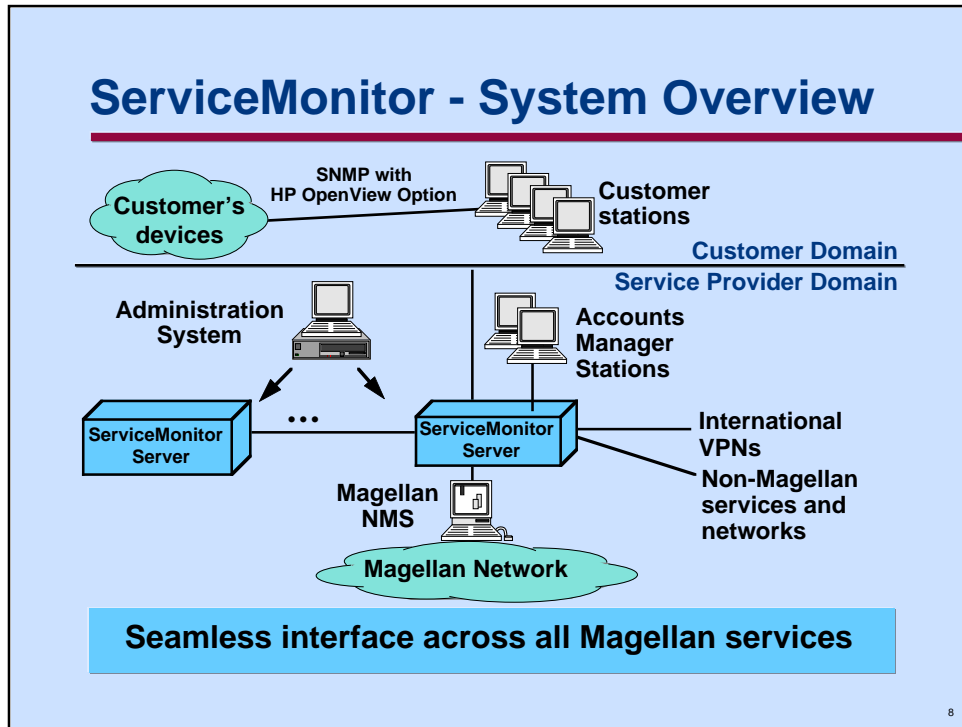 ServiceMonitor - System Overview
SNMP with
HP OpenView Option
Customer's
devices
Customer
stations
Customer Domain
Service Provider Domain
Administration
System
Accounts
Manager
Stations
...
ServiceMonitor
Server
ServiceMonitor
Server
International
VPNs
Non-Magellan
services and
networks
Magellan
NMS
Magellan Network
Seamless interface across all Magellan services
8